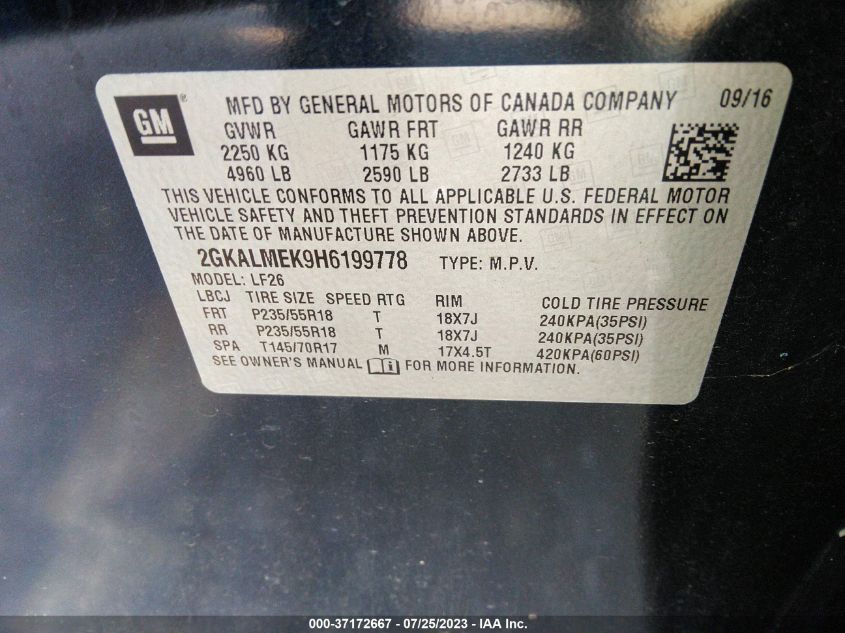 GM ® MFD BY GENERAL MOTORS OF CANADA COMPANY 09/16
GVWR GAWR FRT GAWR RR
2250 KG 1175 KG 1240 KG
4960 LB 2590 LB 2733 LB
THIS VEHICLE CONFORMS TO ALL APPLICABLE U.S. FEDERAL MOTOR
VEHICLE SAFETY AND THEFT PREVENTION STANDARDS IN EFFECT ON
THE DATE OF MANUFACTURE SHOWN ABOVE.
2GKALMEK9H6199778 TYPE: M.P.V.
MODEL: LF26
LBCJ TIRE SIZE SPEED RTG RIM COLD TIRE PRESSURE
FRT P235/55R18 T 18X7J 240KPA(35PSI)
RR P235/55R18 T 18X7J 240KPA(35PSI)
SPA T145/70R17 M 17X4.5T 420KPA(60PSI)
SEE OWNER'S MANUAL FOR MORE INFORMATION.
000-37172667 / 07/25/2023 - © IAA Inc.